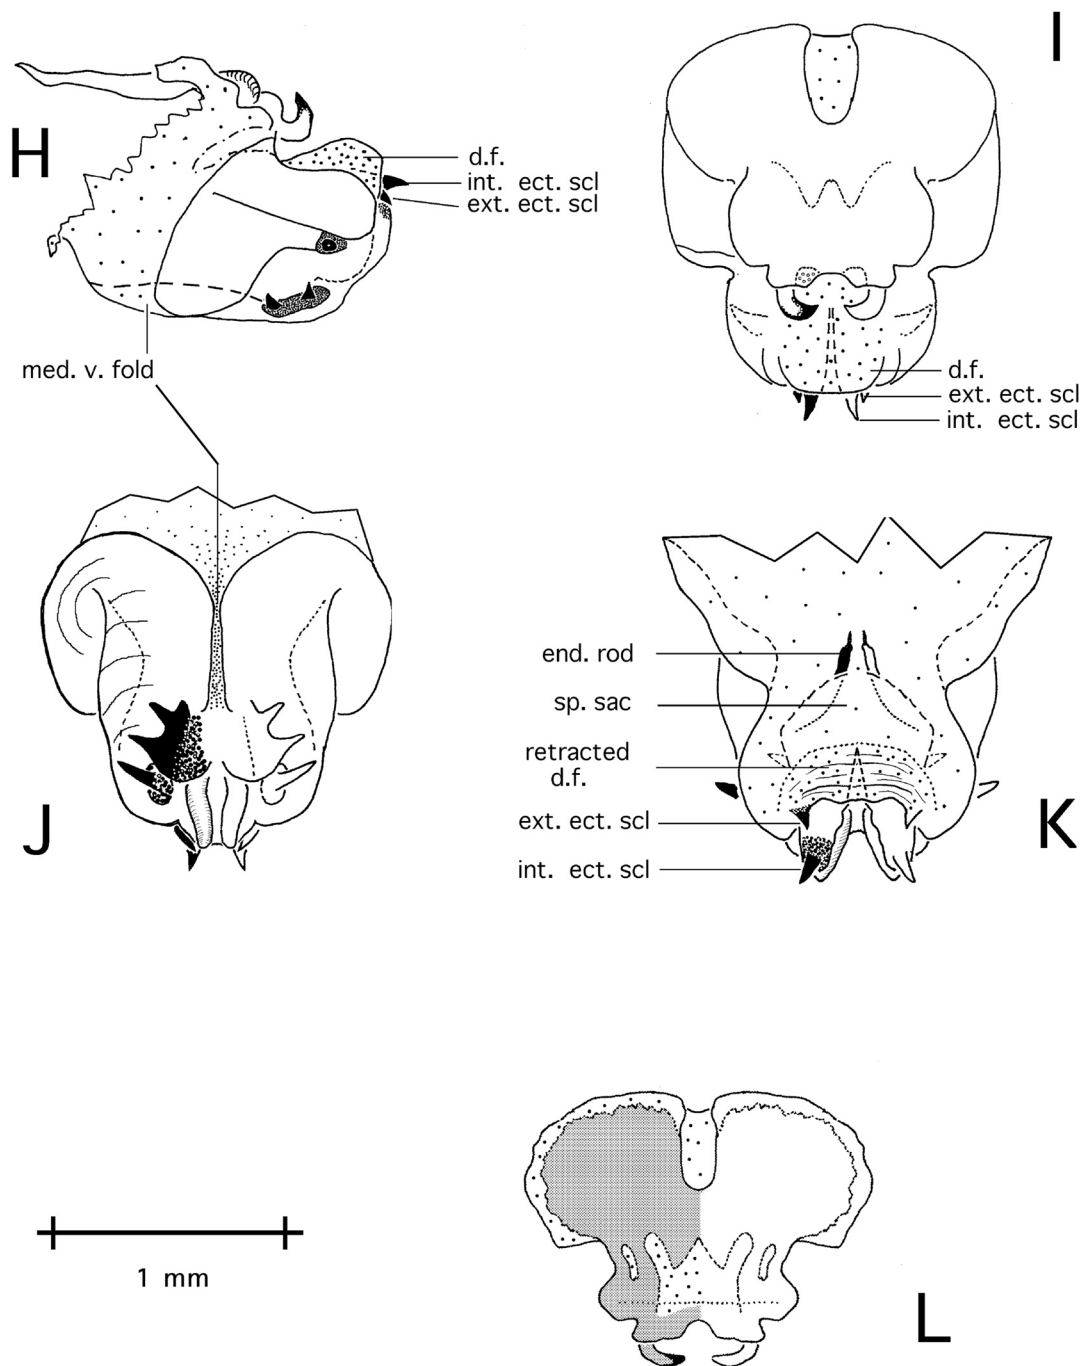 H
I
d.f.
int. ect. scl
ext. ect. scl
med. v. fold
d.f.
ext. ect. scl
int. ect. scl
J
K
end. rod
sp. sac
retracted
d.f.
ext. ect. scl
int. ect. scl
1 mm
L